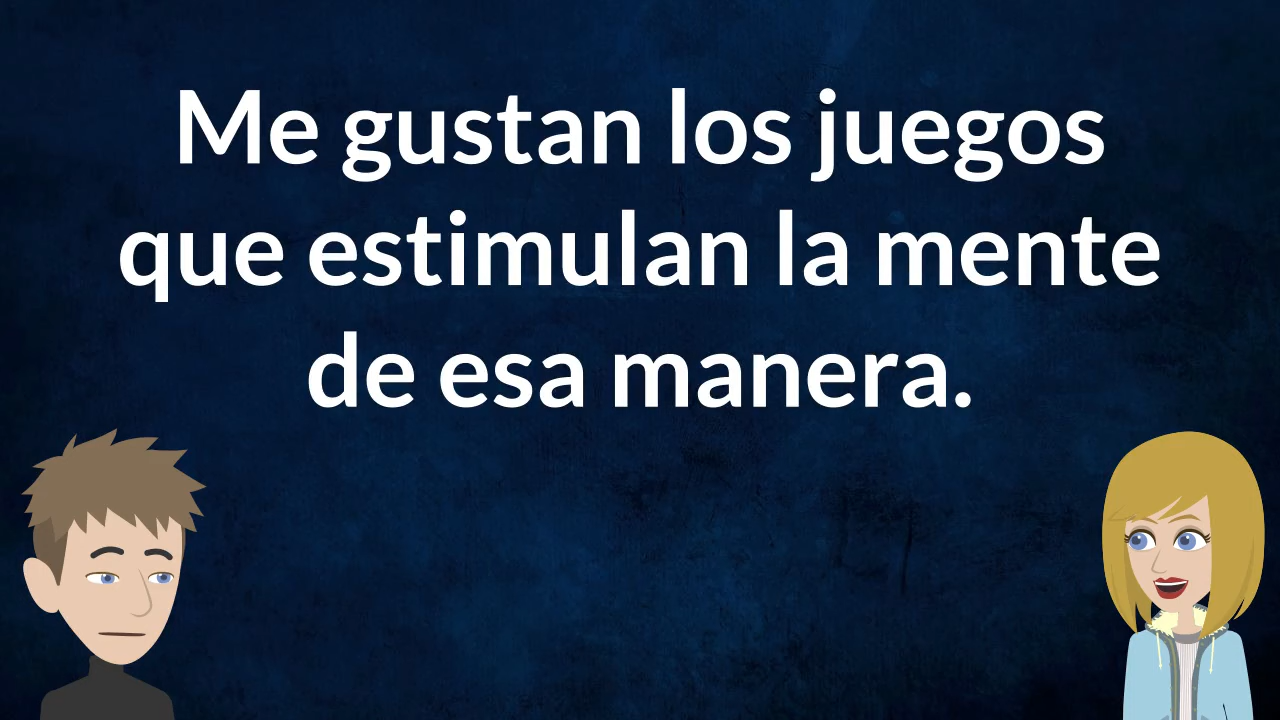 Me gustan los juegos
que estimulan la mente
de esa manera.